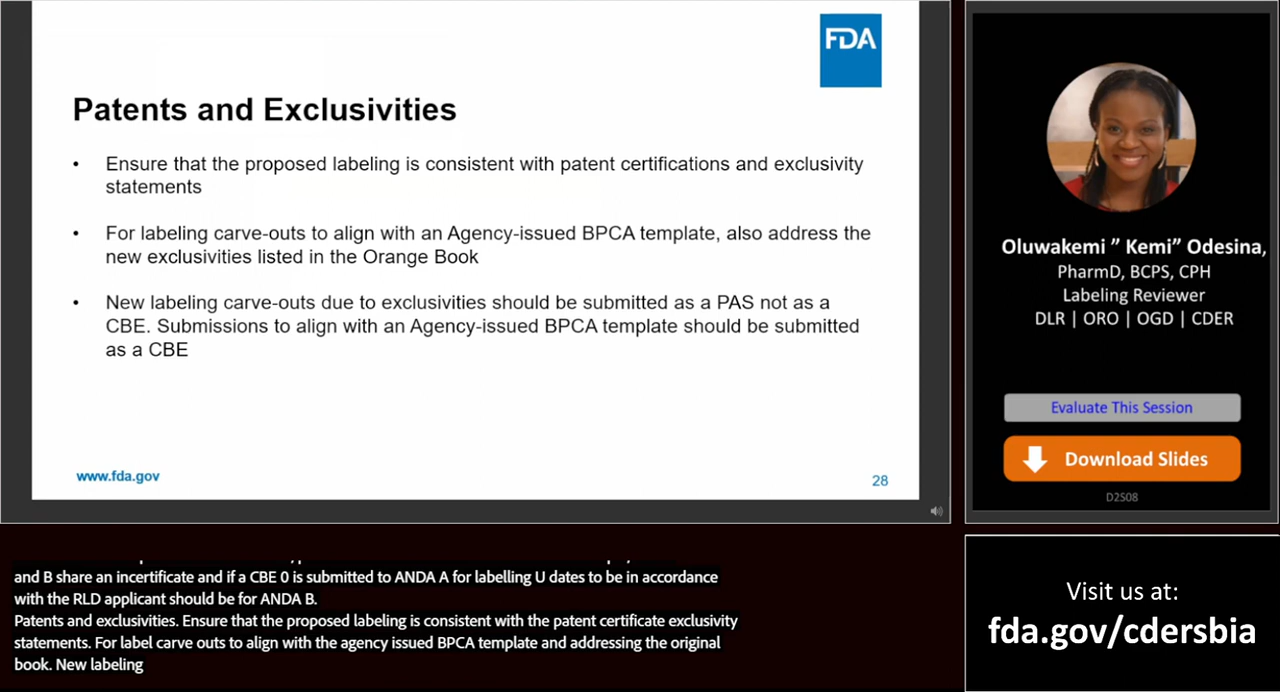 FDA
Patents and Exclusivities
• Ensure that the proposed labeling is consistent with patent certifications and exclusivity
statements
• For labeling carve-outs to align with an Agency-issued BPCA template, also address the
new exclusivities listed in the Orange Book
• New labeling carve-outs due to exclusivities should be submitted as a PAS not as a
CBE. Submissions to align with an Agency-issued BPCA template should be submitted
as a CBE
www.fda.gov
28
Oluwakemi ” Kemi” Odesina,
PharmD, BCPS, CPH
Labeling Reviewer
DLR | ORO | OGD | CDER
Evaluate This Session
Download Slides
D2S08
and B share an incertificate and if a CBE 0 is submitted to ANDA A for labelling U dates to be in accordance
with the RLD applicant should be for ANDA B.
Patents and exclusivities. Ensure that the proposed labeling is consistent with the patent certificate exclusivity
statements. For label carve outs to align with the agency issued BPCA template and addressing the original
book. New labeling
Visit us at:
fda.gov/cdersbia